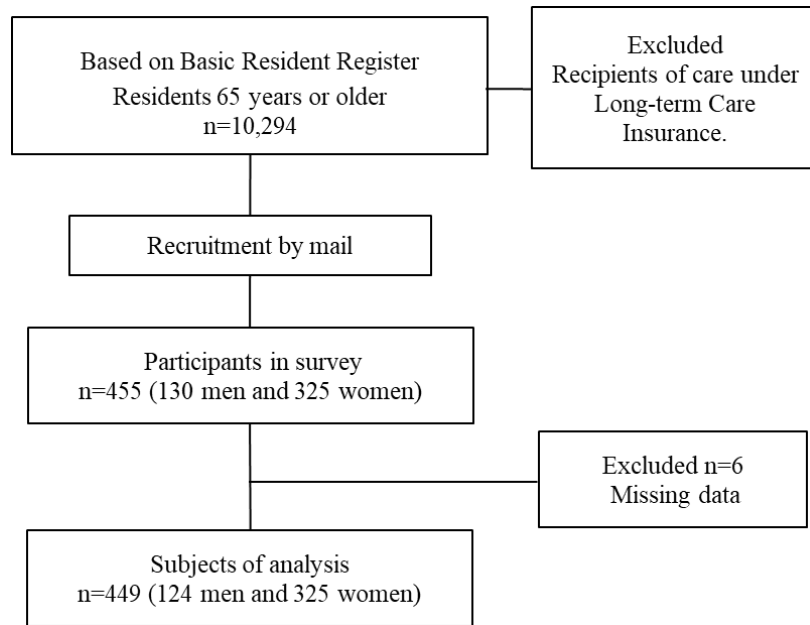 Based on Basic Resident Register
Residents 65 years or older
n=10,294
Excluded
Recipients of care under
Long-term Care
Insurance.
Recruitment by mail
Participants in survey
n=455 (130 men and 325 women)
Excluded n=6
Missing data
Subjects of analysis
n=449 (124 men and 325 women)